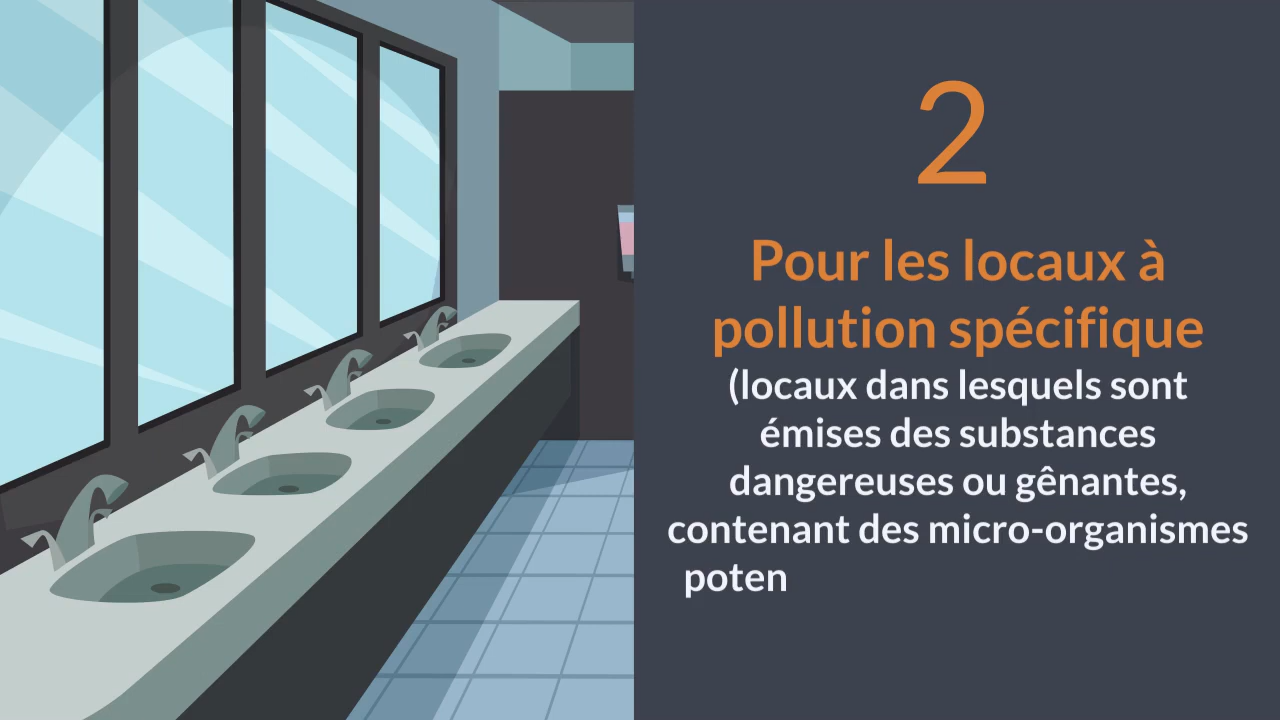 2
Pour les locaux à
pollution spécifique
(locaux dans lesquels sont
émises des substances
dangereuses ou gênantes,
contenant des micro-organismes
poten